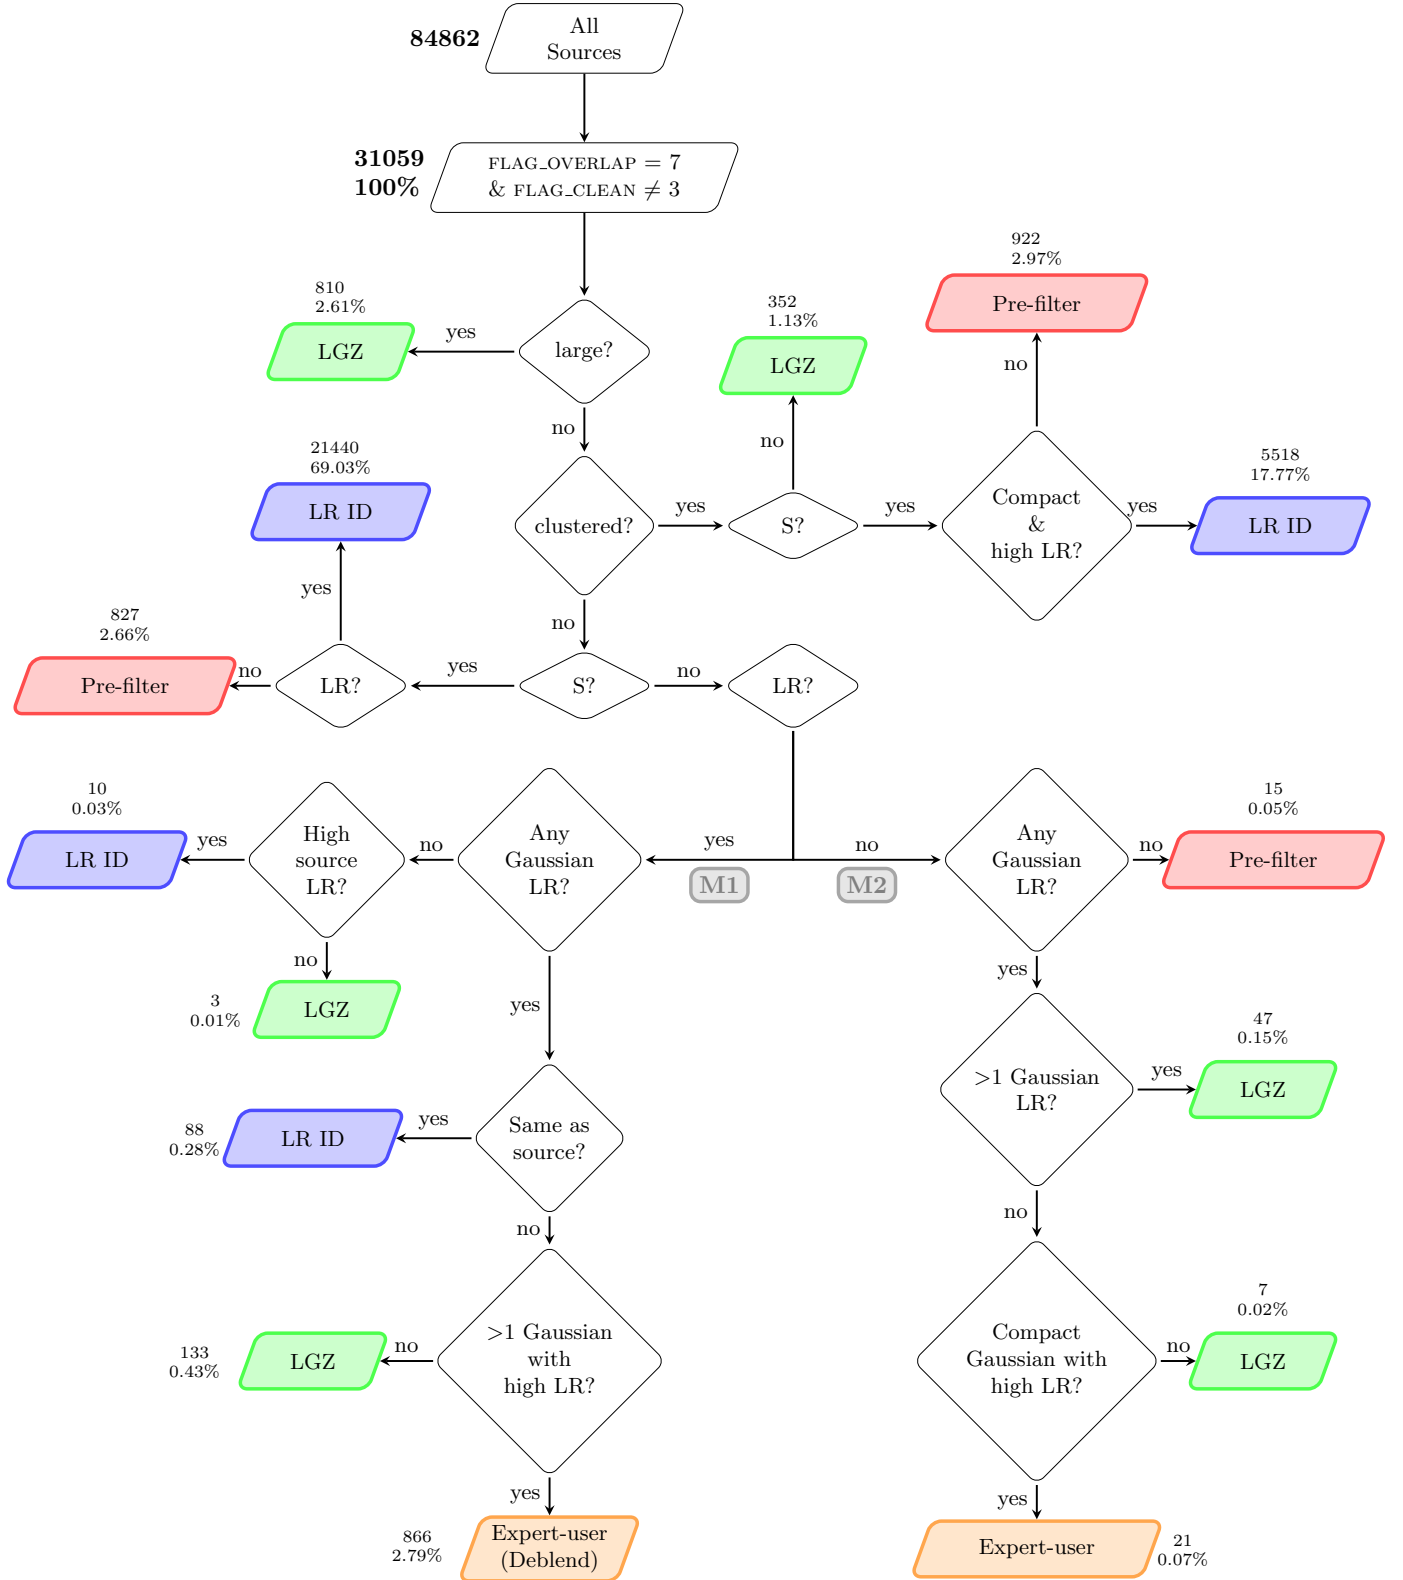 All
Sources
84862
31059
100%
FLAG_OVERLAP = 7
& FLAG_CLEAN ≠ 3
922
2.97%
Pre-filter
810
2.61%
LGZ
yes
large?
352
1.13%
LGZ
no
no
no
21440
69.03%
LR ID
clustered?
yes
S?
yes
Compact
&
high LR?
yes
5518
17.77%
LR ID
yes
no
827
2.66%
Pre-filter
no
LR?
yes
S?
no
LR?
10
0.03%
LR ID
yes
High
source
LR?
no
Any
Gaussian
LR?
yes
M1
no
M2
Any
Gaussian
LR?
no
15
0.05%
Pre-filter
no
3
0.01%
LGZ
yes
yes
>1 Gaussian
LR?
yes
47
0.15%
LGZ
88
0.28%
LR ID
yes
Same as
source?
no
no
133
0.43%
LGZ
no
>1 Gaussian
with
high LR?
Compact
Gaussian with
high LR?
no
7
0.02%
LGZ
yes
yes
866
2.79%
Expert-user
(Deblend)
Expert-user
21
0.07%